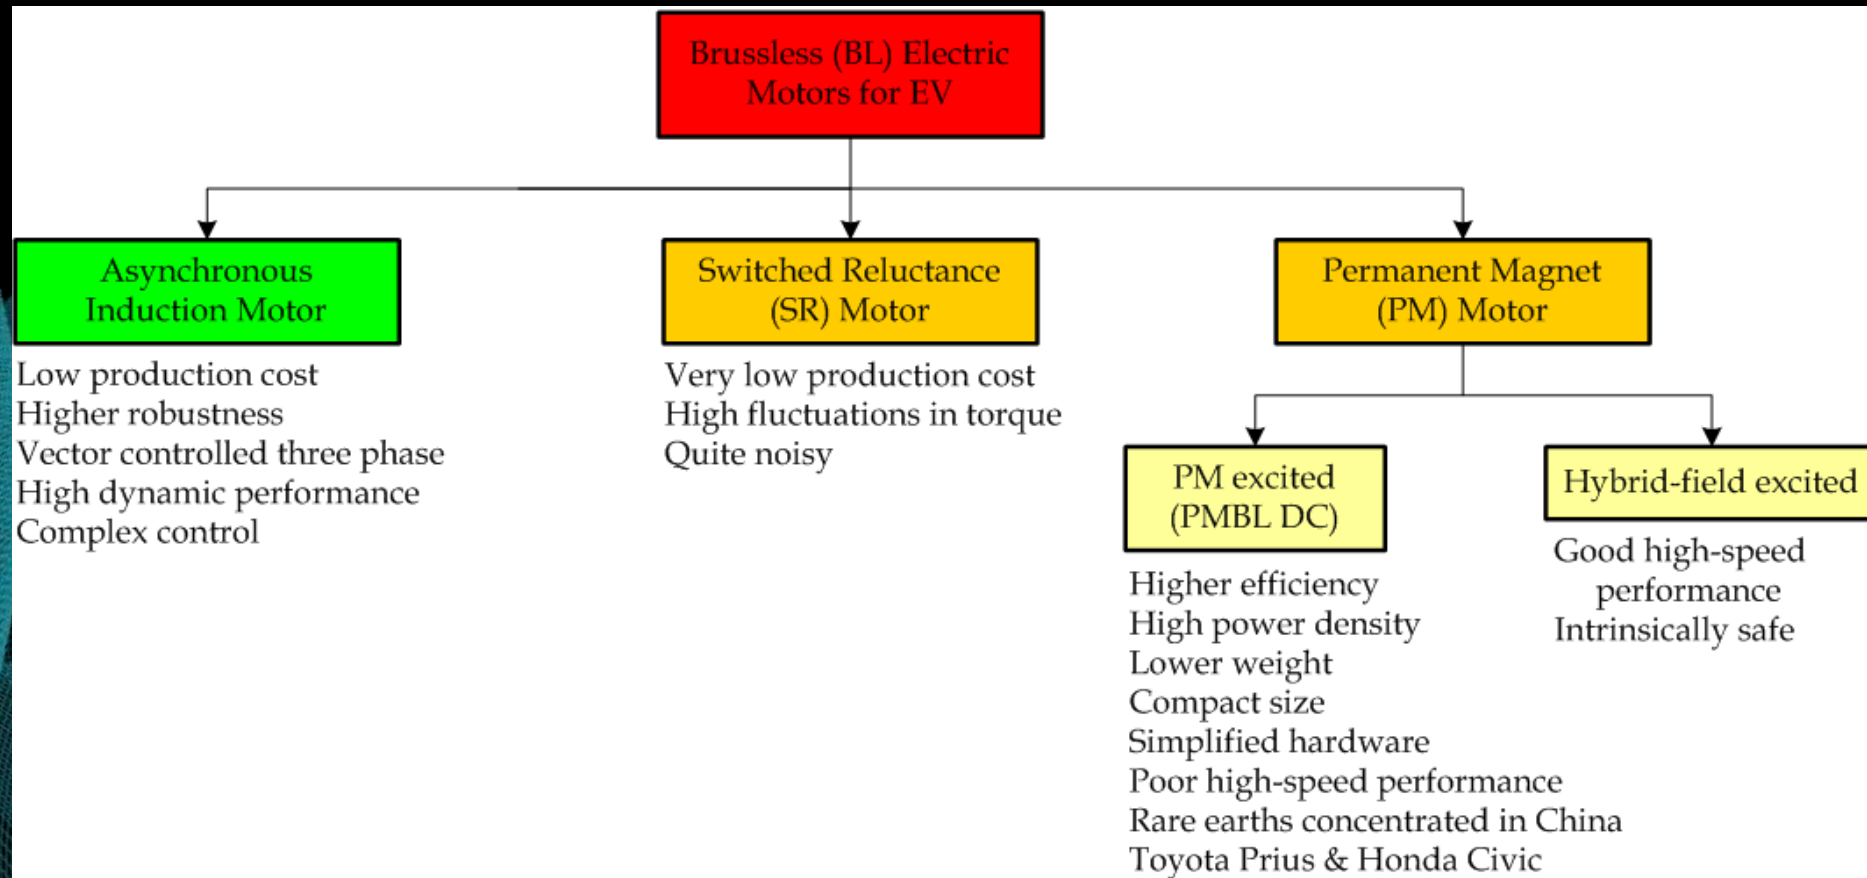 Brussless (BL) Electric
Motors for EV
Asynchronous
Induction Motor
Low production cost
Higher robustness
Vector controlled three phase
High dynamic performance
Complex control
Switched Reluctance
(SR) Motor
Very low production cost
High fluctuations in torque
Quite noisy
Permanent Magnet
(PM) Motor
PM excited
(PMBL DC)
Higher efficiency
High power density
Lower weight
Compact size
Simplified hardware
Poor high-speed performance
Rare earths concentrated in China
Toyota Prius & Honda Civic
Hybrid-field excited
Good high-speed
performance
Intrinsically safe